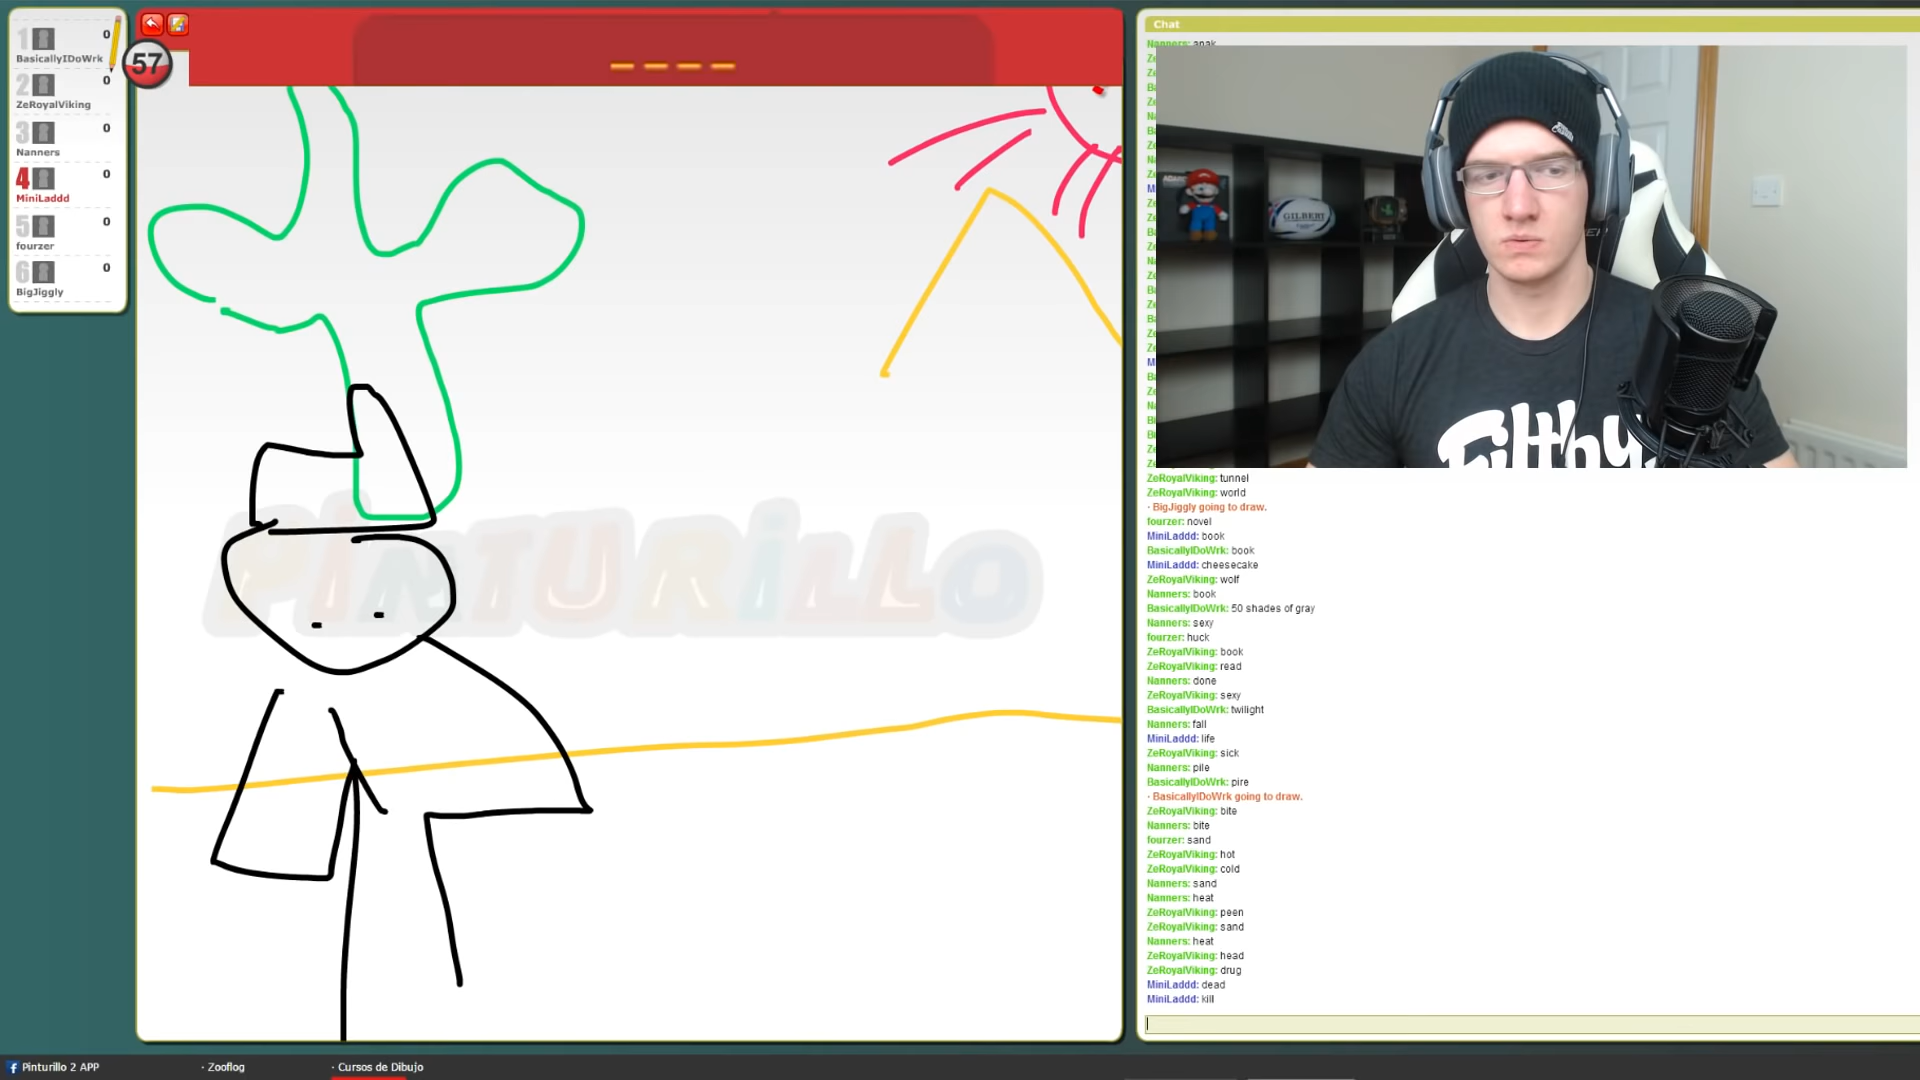 1
BasicallyIDoWrk
0
2
ZeRoyalViking
0
3
Nanners
0
4
MiniLaddd
0
5
fourzer
0
6
BigJiggly
0
57
PiNTURiLLO
Chat
Nanners: anak
GILBERT
Filthy
ZeRoyalViking: tunnel
ZeRoyalViking: world
· BigJiggly going to draw.
fourzer: novel
MiniLaddd: book
BasicallyIDoWrk: book
MiniLaddd: cheesecake
ZeRoyalViking: wolf
Nanners: book
BasicallyIDoWrk: 50 shades of gray
Nanners: sexy
fourzer: huck
ZeRoyalViking: book
ZeRoyalViking: read
Nanners: done
ZeRoyalViking: sexy
BasicallyIDoWrk: twilight
Nanners: fall
MiniLaddd: life
ZeRoyalViking: sick
Nanners: pile
BasicallyIDoWrk: pire
· BasicallyIDoWrk going to draw.
ZeRoyalViking: bite
Nanners: bite
fourzer: sand
ZeRoyalViking: hot
ZeRoyalViking: cold
Nanners: sand
Nanners: heat
ZeRoyalViking: peen
ZeRoyalViking: sand
Nanners: heat
ZeRoyalViking: head
ZeRoyalViking: drug
MiniLaddd: dead
MiniLaddd: kill
Pinturillo 2 APP
· Zooflog
· Cursos de Dibujo